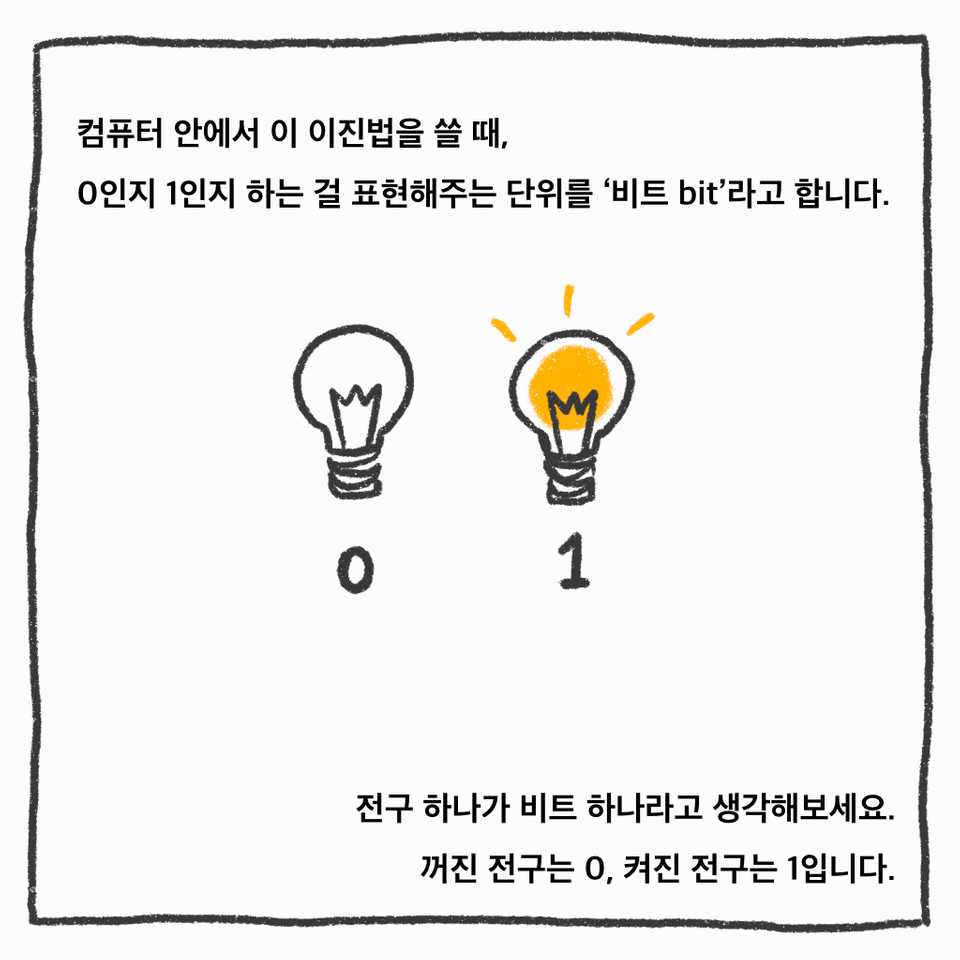 컴퓨터 안에서 이 이진법을 쓸 때,
0인지 1인지 하는 걸 표현해주는 단위를 ‘비트 bit’라고 합니다.
0 1
전구 하나가 비트 하나라고 생각해보세요.
꺼진 전구는 0, 켜진 전구는 1입니다.